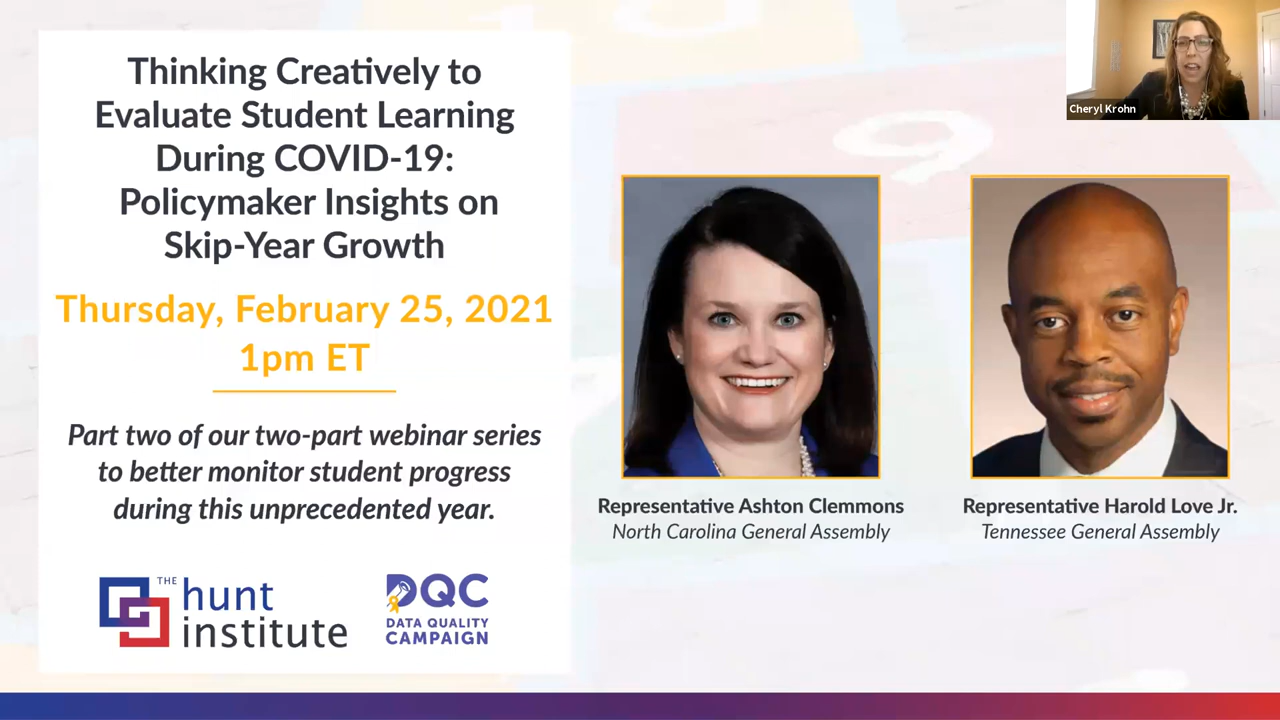 Thinking Creatively to
Evaluate Student Learning
During COVID-19:
Policymaker Insights on
Skip-Year Growth
Thursday, February 25, 2021
1pm ET
Part two of our two-part webinar series
to better monitor student progress
during this unprecedented year.
THE
hunt
institute
DQC
DATA QUALITY
CAMPAIGN
Cheryl Krohn
9
Representative Ashton Clemmons
North Carolina General Assembly
Representative Harold Love Jr.
Tennessee General Assembly